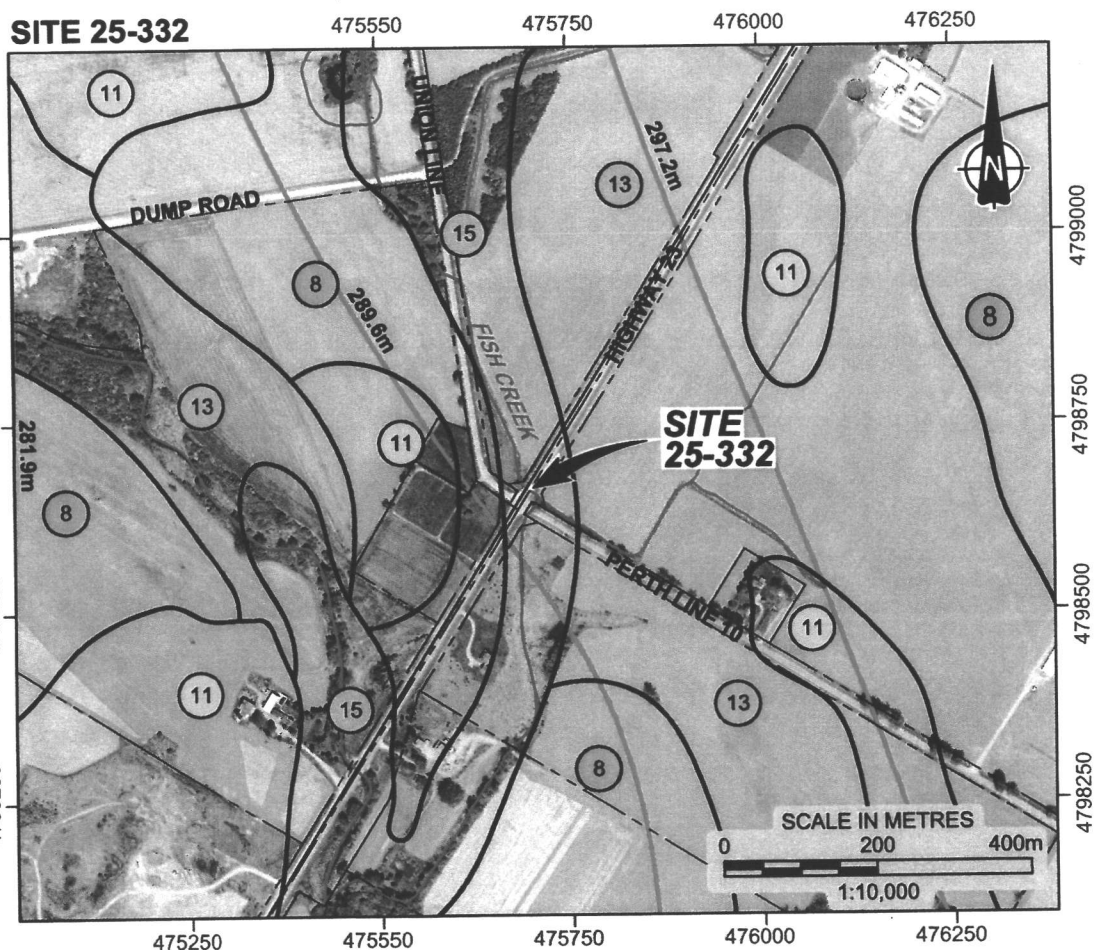 SITE 25-332
475550
475750
476000
476250
11
UNION LINE
297.2m
13
N
DUMP ROAD
15
4799000
11
8
289.6m
HIGHWAY 25
8
FISH CREEK
13
11
SITE
25-332
4798750
281.9m
8
PERTH LINE 10
4798500
11
11
15
13
8
4798250
SCALE IN METRES
0 200 400m
1:10,000
475250
475550
475750
476000
476250